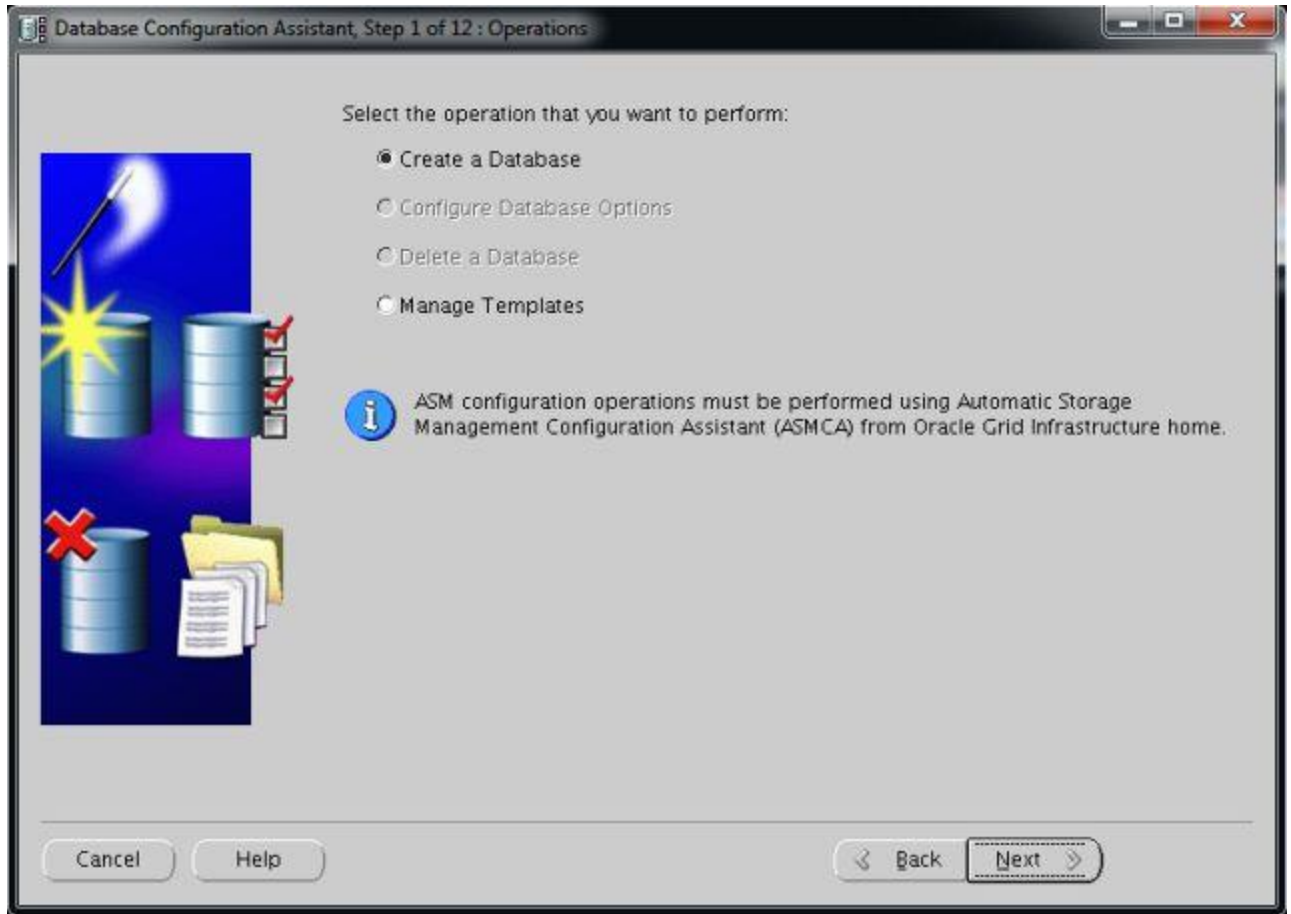 Database Configuration Assistant, Step 1 of 12 : Operations
Select the operation that you want to perform:
Create a Database
Configure Database Options
Delete a Database
Manage Templates
ASM configuration operations must be performed using Automatic Storage
Management Configuration Assistant (ASMCA) from Oracle Grid Infrastructure home.
Cancel Help Back Next